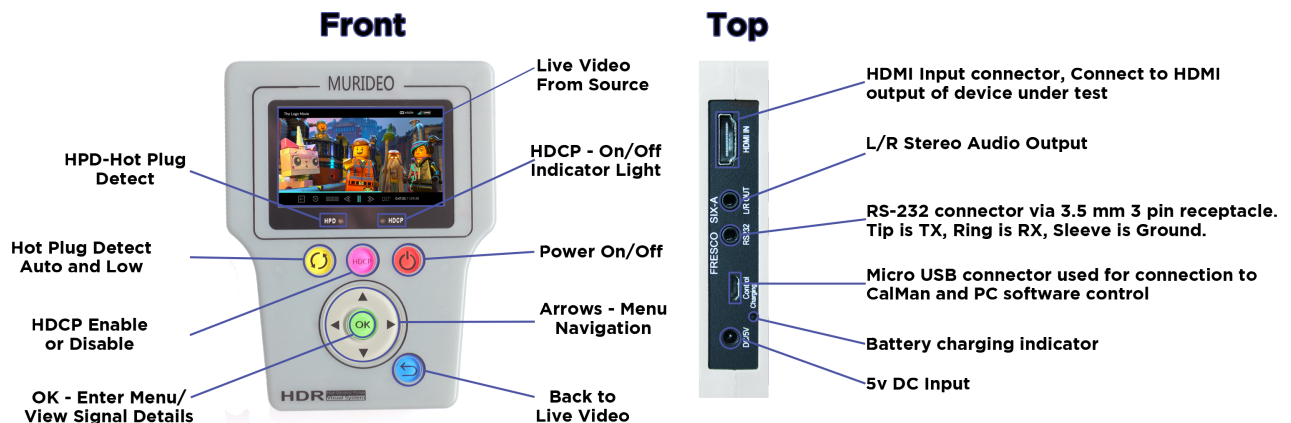 Front
Top
MURIDEO
The Lego Movie
HPD
HDCP
HDCP
OK
HDR
Live Video
From Source
HDCP - On/Off
Indicator Light
Power On/Off
Arrows - Menu
Navigation
Back to
Live Video
HPD-Hot Plug
Detect
Hot Plug Detect
Auto and Low
HDCP Enable
or Disable
OK - Enter Menu/
View Signal Details
FRESCO SIX-A
HDMI IN
L/R OUT
RS232
Control
Charging
DC/5V
HDMI Input connector, Connect to HDMI
output of device under test
L/R Stereo Audio Output
RS-232 connector via 3.5 mm 3 pin receptacle.
Tip is TX, Ring is RX, Sleeve is Ground.
Micro USB connector used for connection to
CalMan and PC software control
Battery charging indicator
5v DC Input